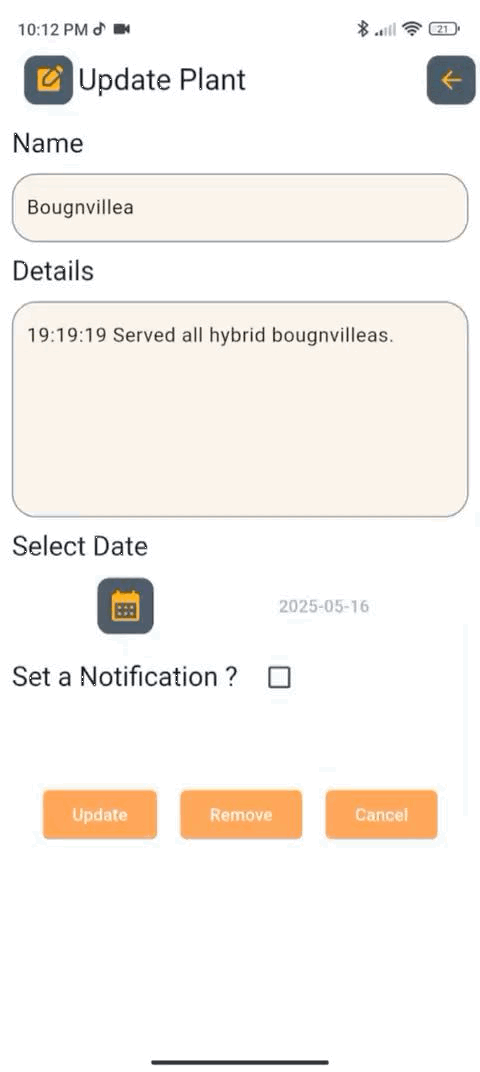 10:12 PM
21
Update Plant
Name
Bougnvillea
Details
19:19:19 Served all hybrid bougnvilleas.
Select Date
2025-05-16
Set a Notification ?
Update Remove Cancel